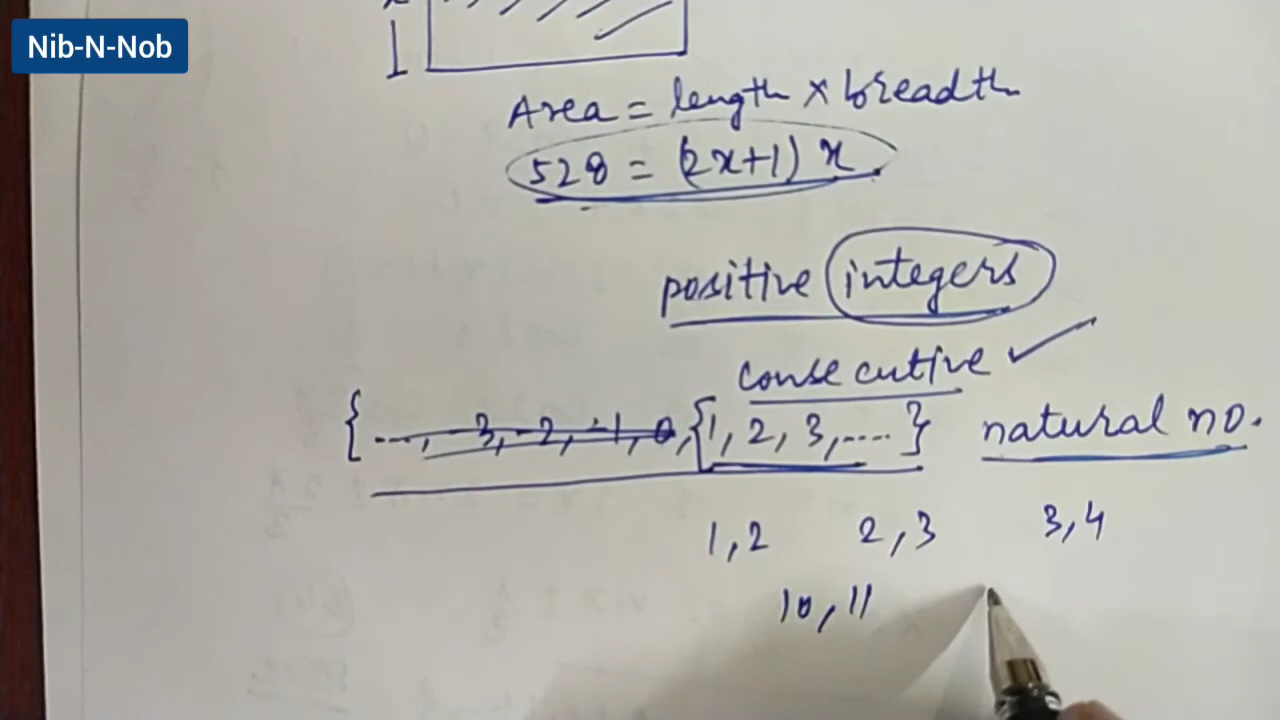 Nib-N-Nob
Area = length × breadth
528 = (2x+1) x
positive integers
consecutive ✓
{..., -3, -2, -1, 0, {1, 2, 3, ....} natural no.
1, 2 2, 3 3, 4
10, 11